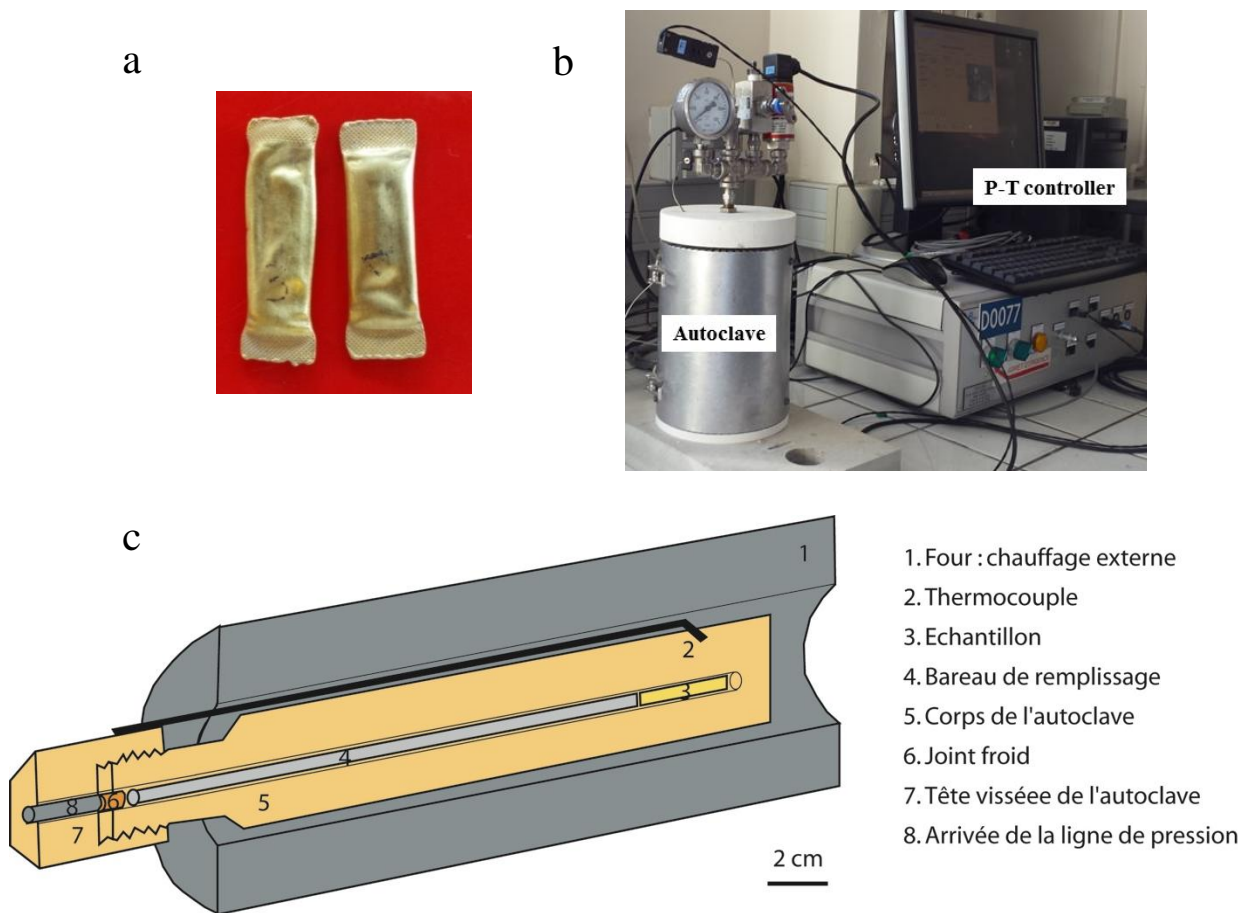 a
b
P-T controller
Autoclave
D0077
c
1
2
3
4
5
6
7
8
2 cm
1. Four : chauffage externe
2. Thermocouple
3. Echantillon
4. Bareau de remplissage
5. Corps de l'autoclave
6. Joint froid
7. Tête visséee de l'autoclave
8. Arrivée de la ligne de pression